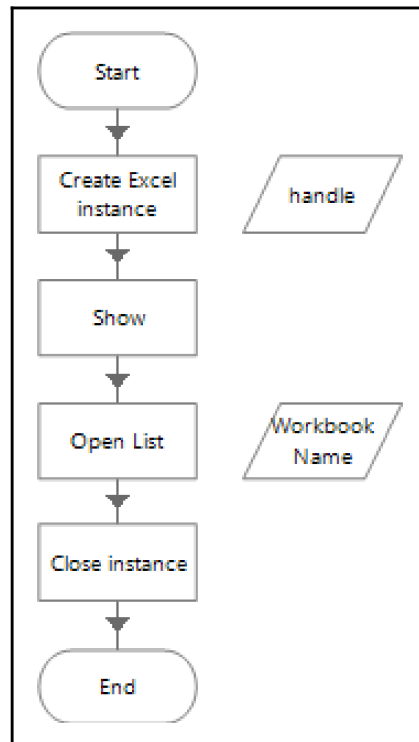 Start
Create Excel
instance
handle
Show
Open List
Workbook
Name
Close instance
End